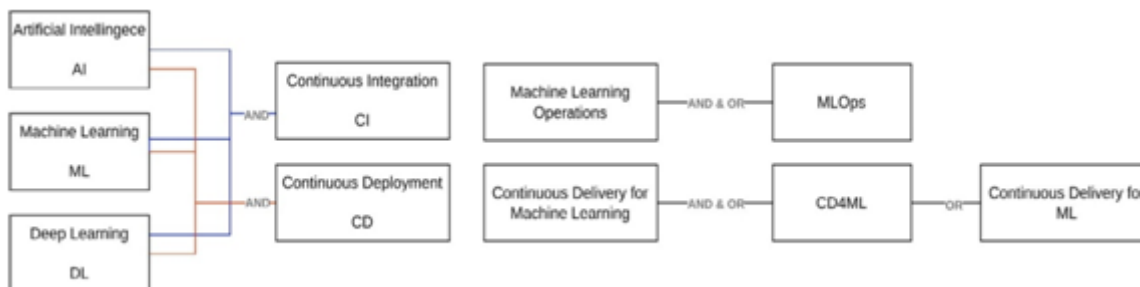 Artificial Intellingece
AI
Machine Learning
ML
Deep Learning
DL
AND
AND
Continuous Integration
CI
Continuous Deployment
CD
Machine Learning
Operations
AND & OR
MLOps
Continuous Delivery for
Machine Learning
AND & OR
CD4ML
OR
Continuous Delivery for
ML